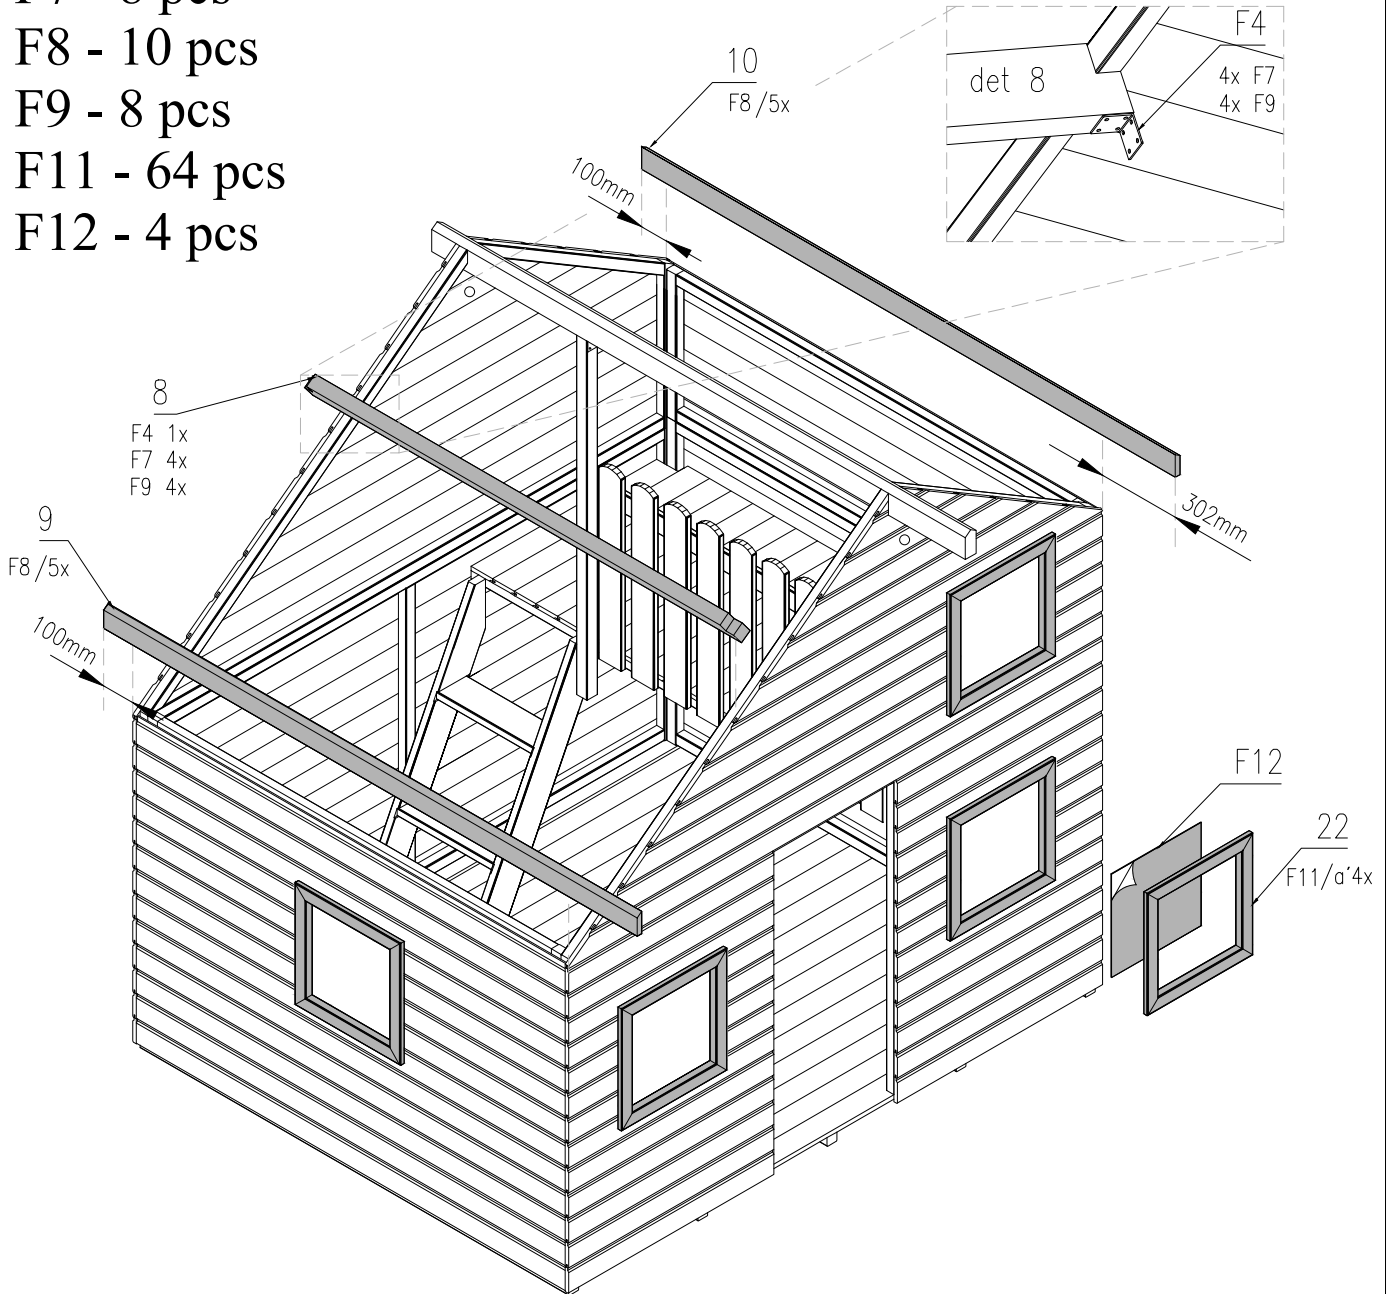 F8 - 10 pcs
F9 - 8 pcs
F11 - 64 pcs
F12 - 4 pcs
10
F8/5x
100mm
det 8
F4
4x F7
4x F9
8
F4 1x
F7 4x
F9 4x
302mm
9
F8/5x
100mm
F12
22
F11/a'4x